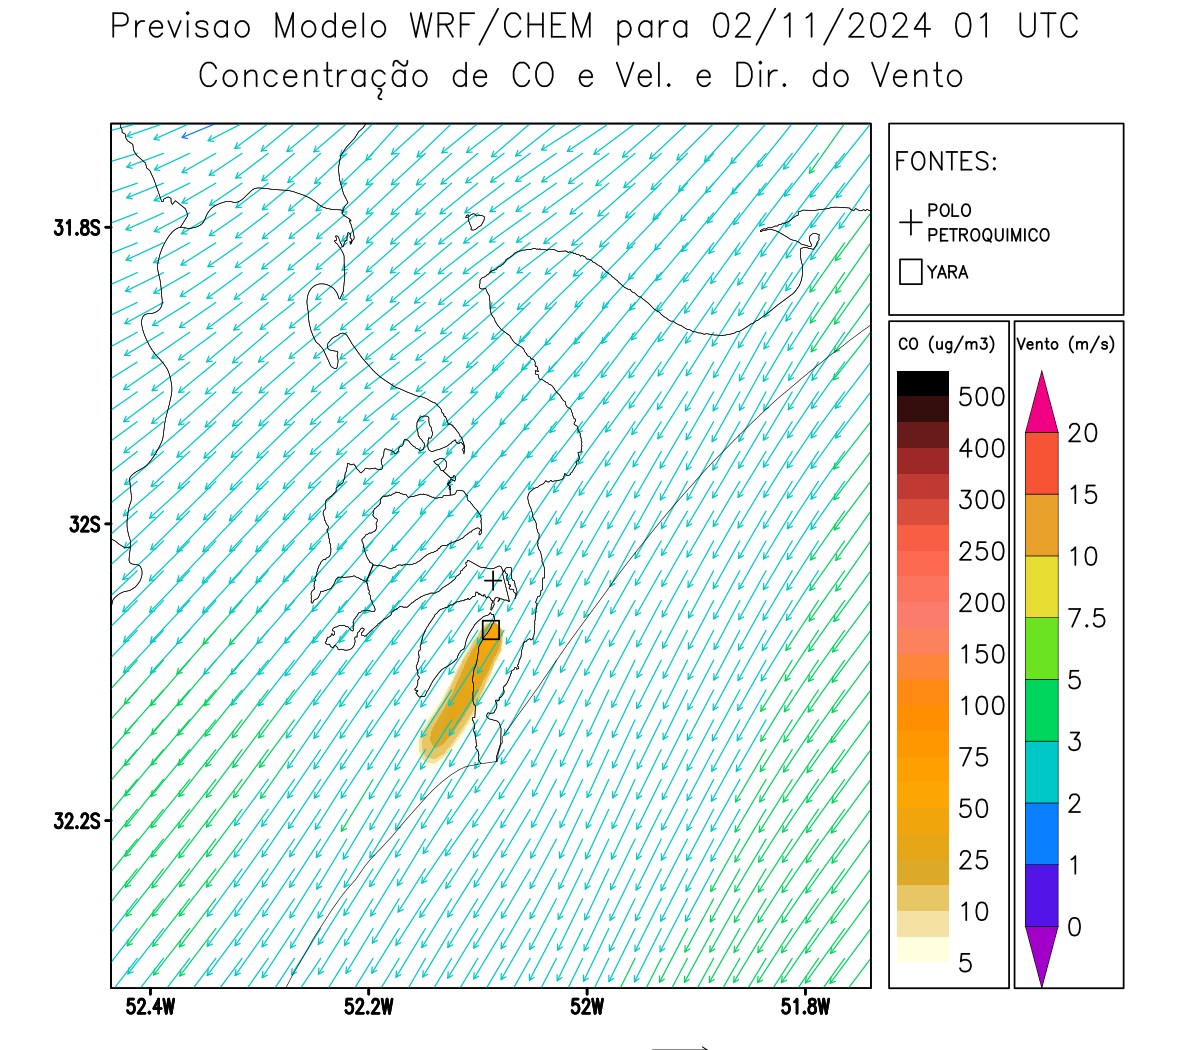 Previsao Modelo WRF/CHEM para 02/11/2024 01 UTC
Concentração de CO e Vel. e Dir. do Vento
FONTES:
POLO
PETROQUIMICO
YARA
CO (ug/m3)
500
400
300
250
200
150
100
75
50
25
10
5
Vento (m/s)
20
15
10
7.5
5
3
2
1
0
31.8S
32S
32.2S
52.4W
52.2W
52W
51.8W